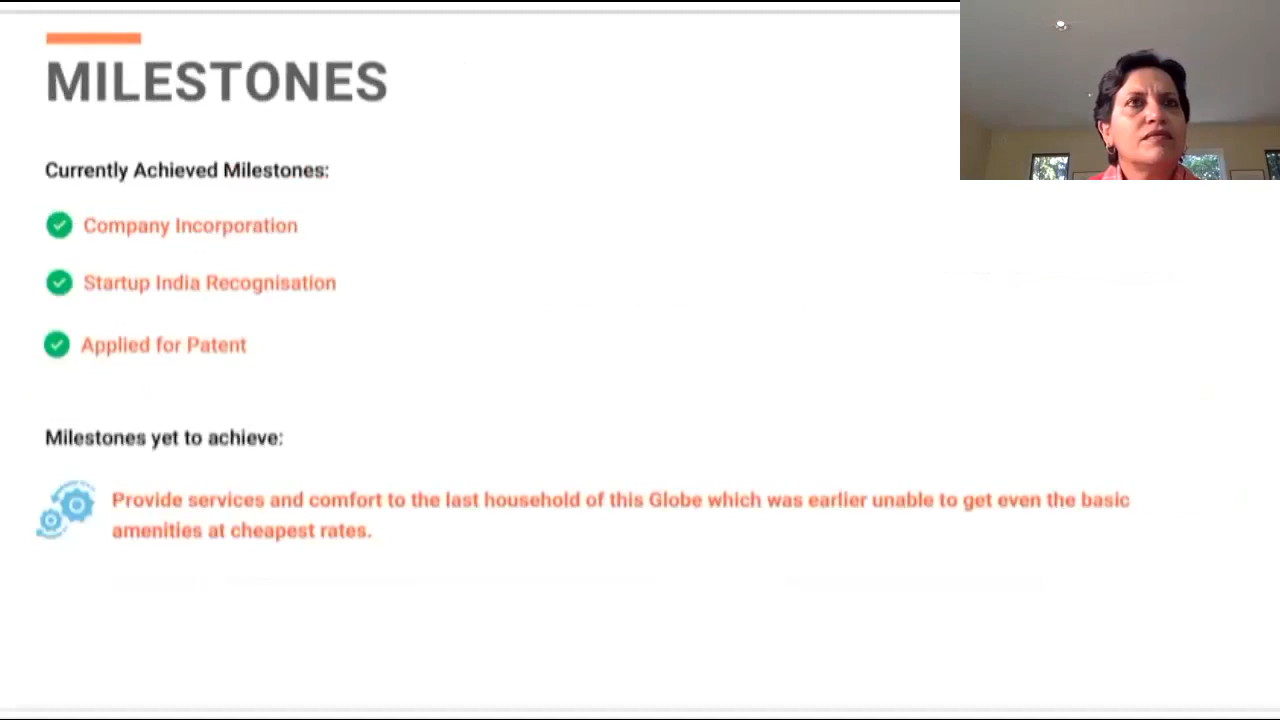 MILESTONES
Currently Achieved Milestones:
Company Incorporation
Startup India Recognisation
Applied for Patent
Milestones yet to achieve:
Provide services and comfort to the last household of this Globe which was earlier unable to get even the basic
amenities at cheapest rates.